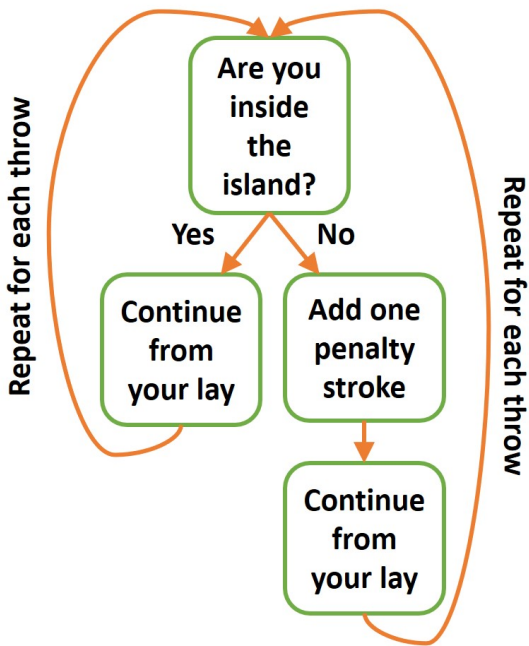 Are you
inside
the
island?
Yes
No
Continue
from
your lay
Add one
penalty
stroke
Continue
from
your lay
Repeat for each throw
Repeat for each throw